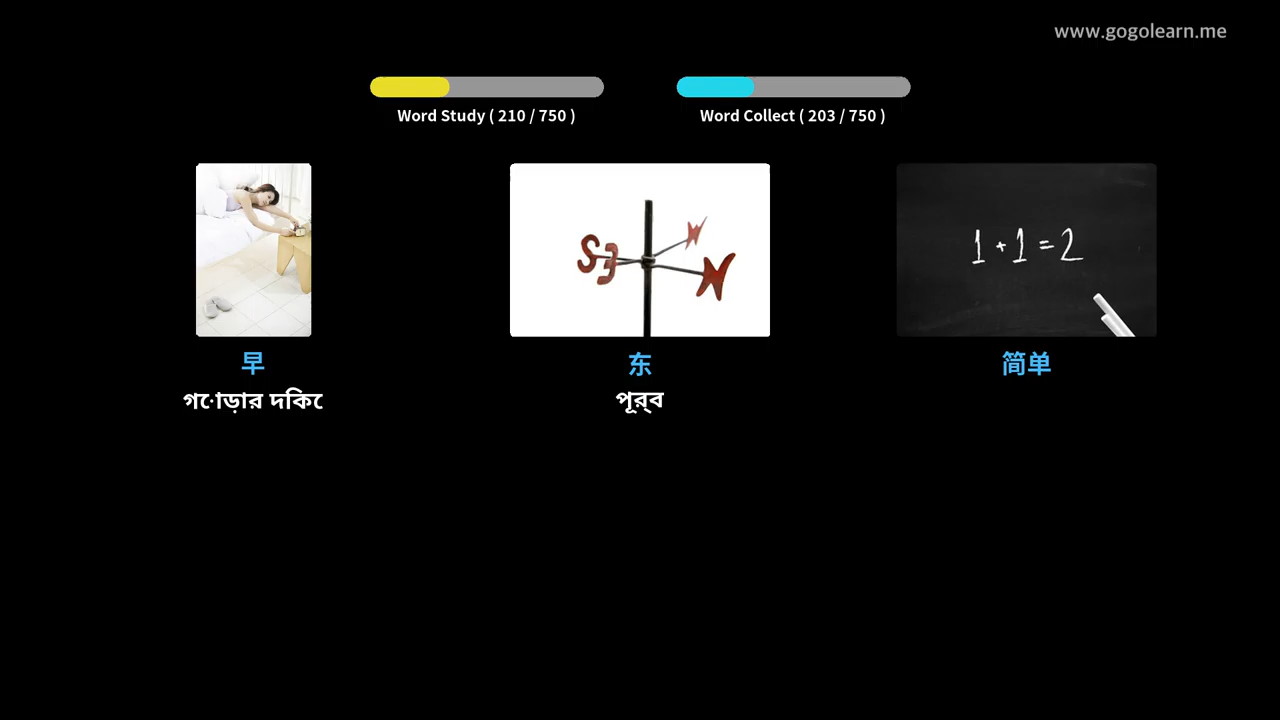 www.gogolearn.me
Word Study ( 210 / 750 )
Word Collect ( 203 / 750 )
S E N N
1 + 1 = 2
早
东
简单
গোড়ার দিকে
পূর্ব